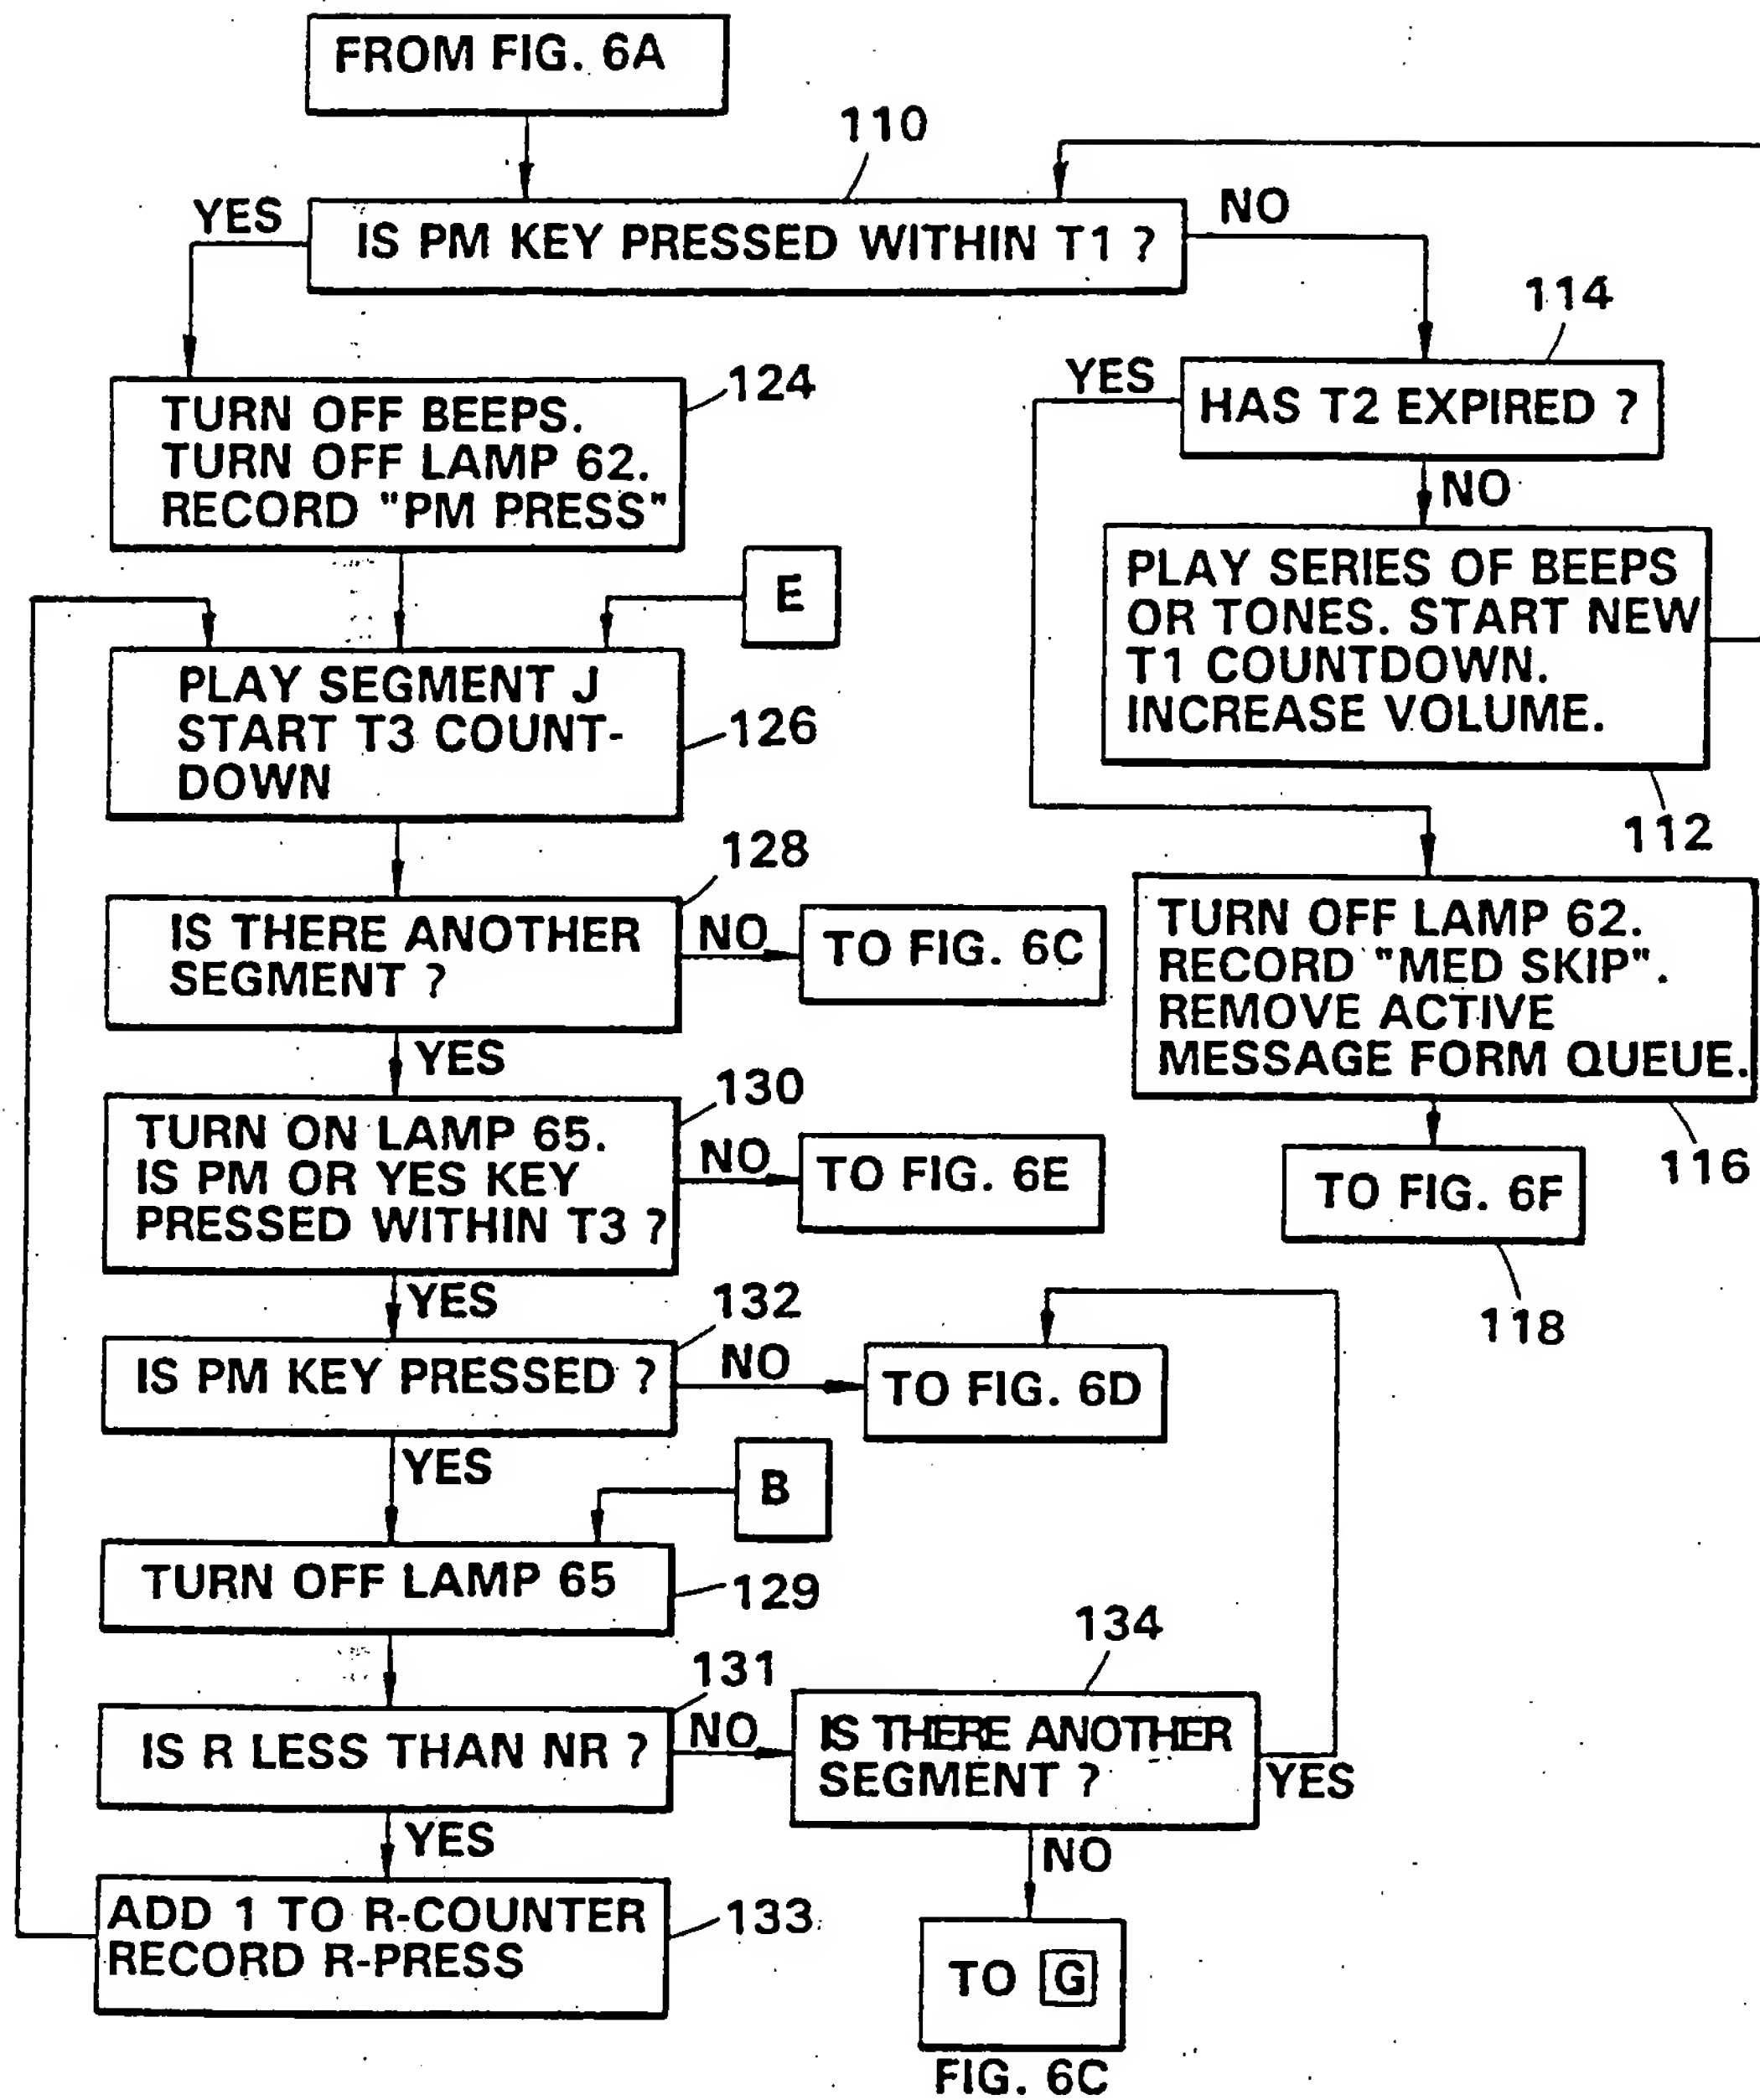 FROM FIG. 6A
110
YES
IS PM KEY PRESSED WITHIN T1 ?
NO
114
YES
HAS T2 EXPIRED ?
NO
124
TURN OFF BEEPS.
TURN OFF LAMP 62.
RECORD "PM PRESS"
E
PLAY SERIES OF BEEPS
OR TONES. START NEW
T1 COUNTDOWN.
INCREASE VOLUME.
112
PLAY SEGMENT J
START T3 COUNT-
DOWN
126
128
IS THERE ANOTHER
SEGMENT ?
NO
TO FIG. 6C
TURN OFF LAMP 62.
RECORD "MED SKIP".
REMOVE ACTIVE
MESSAGE FORM QUEUE.
116
YES
130
TURN ON LAMP 65.
IS PM OR YES KEY
PRESSED WITHIN T3 ?
NO
TO FIG. 6E
TO FIG. 6F
118
YES
132
IS PM KEY PRESSED ?
NO
TO FIG. 6D
YES
B
TURN OFF LAMP 65
129
131
134
IS R LESS THAN NR ?
NO
IS THERE ANOTHER
SEGMENT ?
YES
YES
NO
ADD 1 TO R-COUNTER
RECORD R-PRESS
133
TO G
FIG. 6C